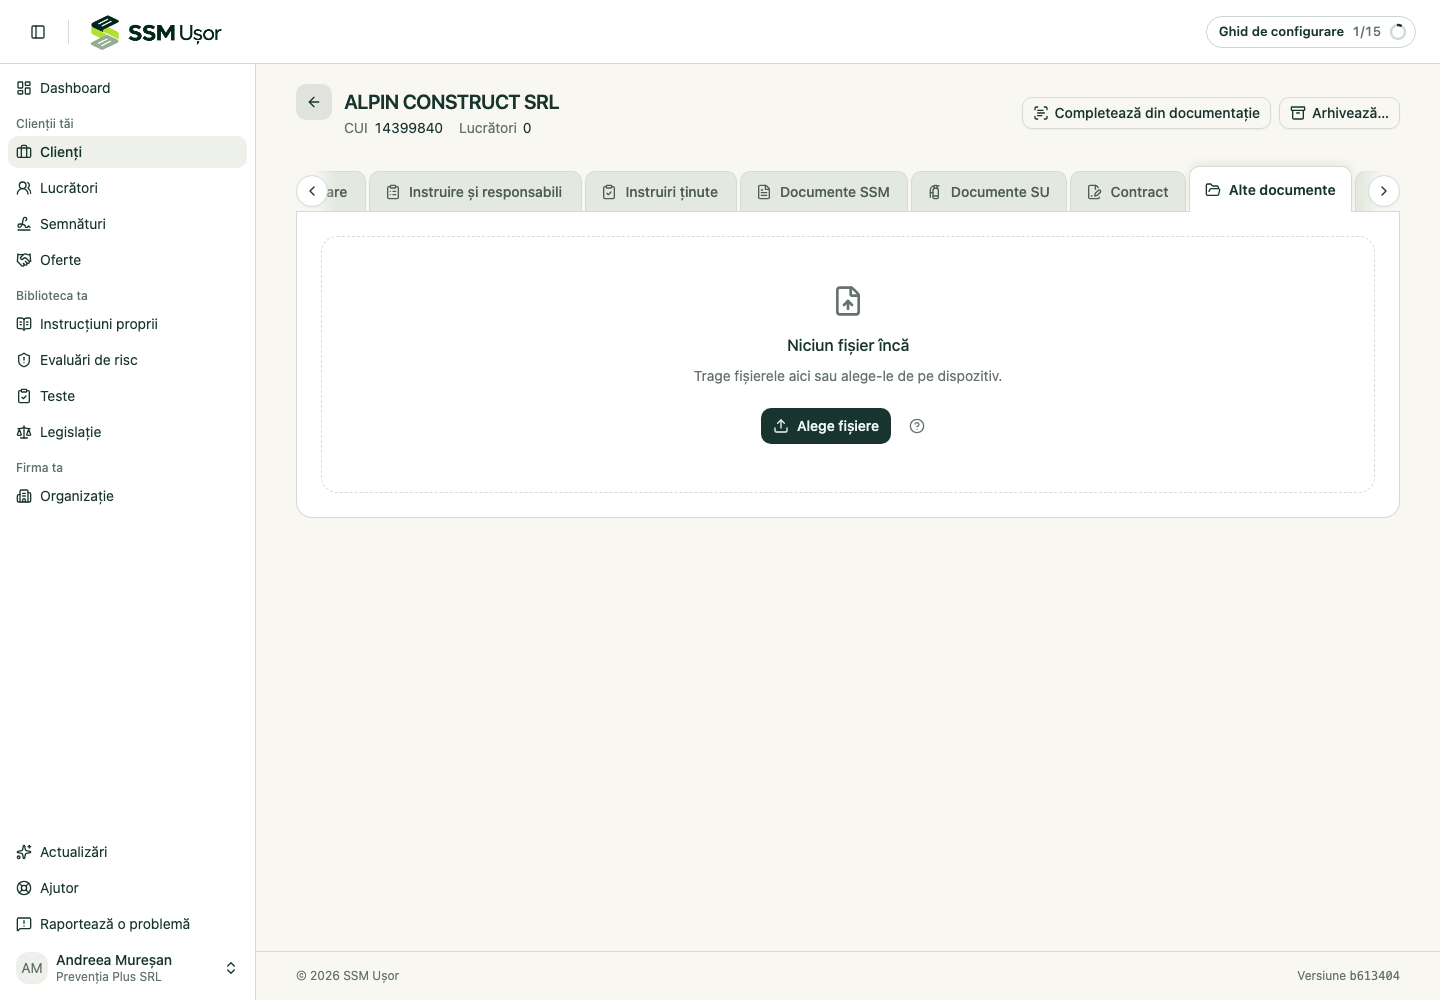 SSM Ușor
Ghid de configurare 1/15
Dashboard
Clienții tăi
Clienți
Lucrători
Semnături
Oferte
Biblioteca ta
Instrucțiuni proprii
Evaluări de risc
Teste
Legislație
Firma ta
Organizație
Actualizări
Ajutor
Raportează o problemă
AM
Andreea Mureșan
Prevenția Plus SRL
ALPIN CONSTRUCT SRL
CUI 14399840 Lucrători 0
Completează din documentație
Arhivează...
are
Instruire și responsabili
Instruiri ținute
Documente SSM
Documente SU
Contract
Alte documente
Niciun fișier încă
Trage fișierele aici sau alege-le de pe dispozitiv.
Alege fișiere
© 2026 SSM Ușor
Versiune b613404